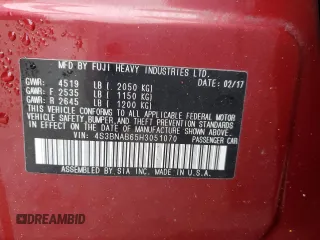 MFD. BY FUJI HEAVY INDUSTRIES LTD.
GVWR: 4519 LB ( 2050 KG) DATE: 02/17
GAWR: F 2535 LB ( 1150 KG)
GAWR: R 2645 LB ( 1200 KG)
THIS VEHICLE CONFORMS TO ALL APPLICABLE FEDERAL MOTOR
VEHICLE SAFETY, BUMPER, AND THEFT PREVENTION STANDARDS
IN EFFECT ON THE DATE OF MANUFACTURE SHOWN ABOVE.
VIN: 4S3BNAB65H3051070 PASSENGER CAR
ASSEMBLED BY SIA IN U.S.A.
DREAMBID